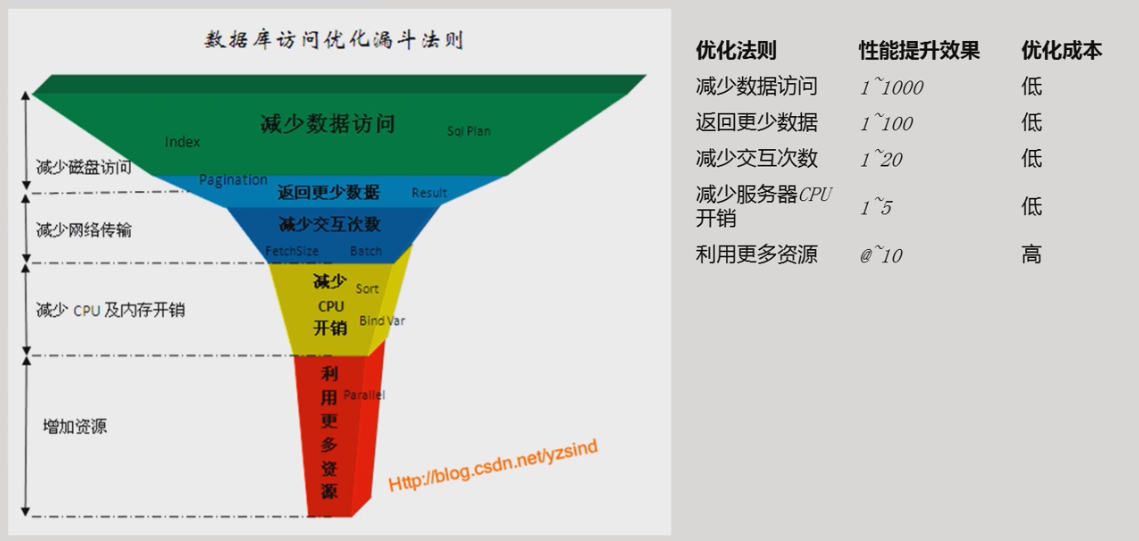 数据库访问优化漏斗法则
减少数据访问
Index
Sql Plan
减少磁盘访问
Pagination
返回更少数据
Result
减少网络传输
减少交互次数
FetchSize
Batch
减少 CPU 及内存开销
减少
Sort
CPU
Bind Var
开销
增加资源
利
用
Parallel
更
多
资
源
Http://blog.csdn.net/yzsind
优化法则 性能提升效果 优化成本
减少数据访问 1~1000 低
返回更少数据 1~100 低
减少交互次数 1~20 低
减少服务器CPU
开销 1~5 低
利用更多资源 @~10 高